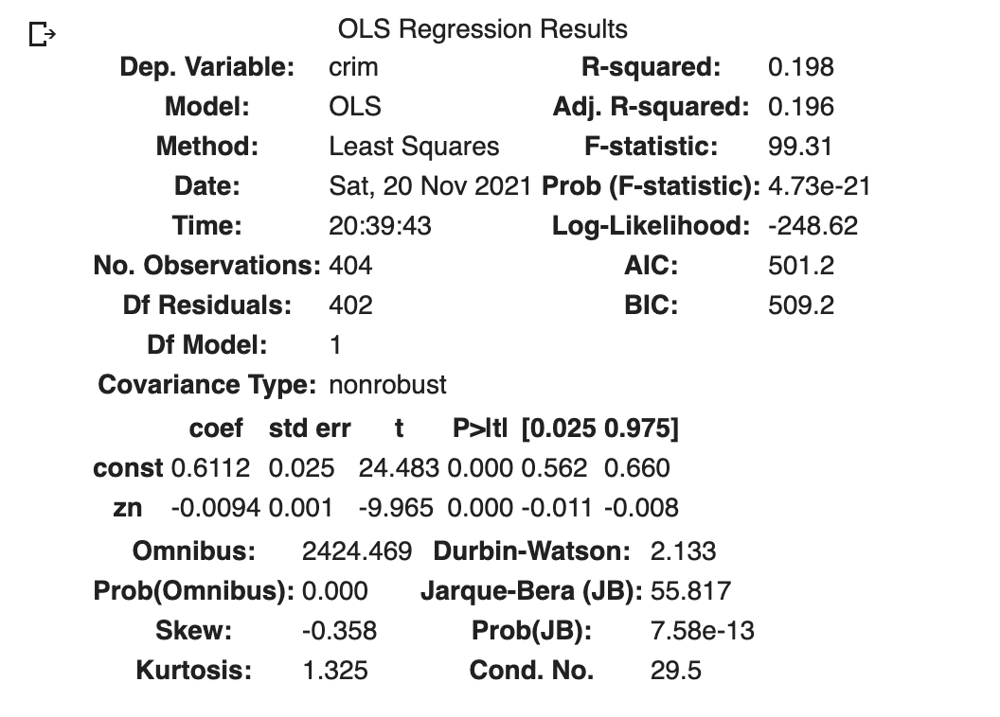 OLS Regression Results
Dep. Variable: crim R-squared: 0.198
Model: OLS Adj. R-squared: 0.196
Method: Least Squares F-statistic: 99.31
Date: Sat, 20 Nov 2021 Prob (F-statistic): 4.73e-21
Time: 20:39:43 Log-Likelihood: -248.62
No. Observations: 404 AIC: 501.2
Df Residuals: 402 BIC: 509.2
Df Model: 1
Covariance Type: nonrobust
coef std err t P>|t| [0.025 0.975]
const 0.6112 0.025 24.483 0.000 0.562 0.660
zn -0.0094 0.001 -9.965 0.000 -0.011 -0.008
Omnibus: 2424.469 Durbin-Watson: 2.133
Prob(Omnibus): 0.000 Jarque-Bera (JB): 55.817
Skew: -0.358 Prob(JB): 7.58e-13
Kurtosis: 1.325 Cond. No. 29.5